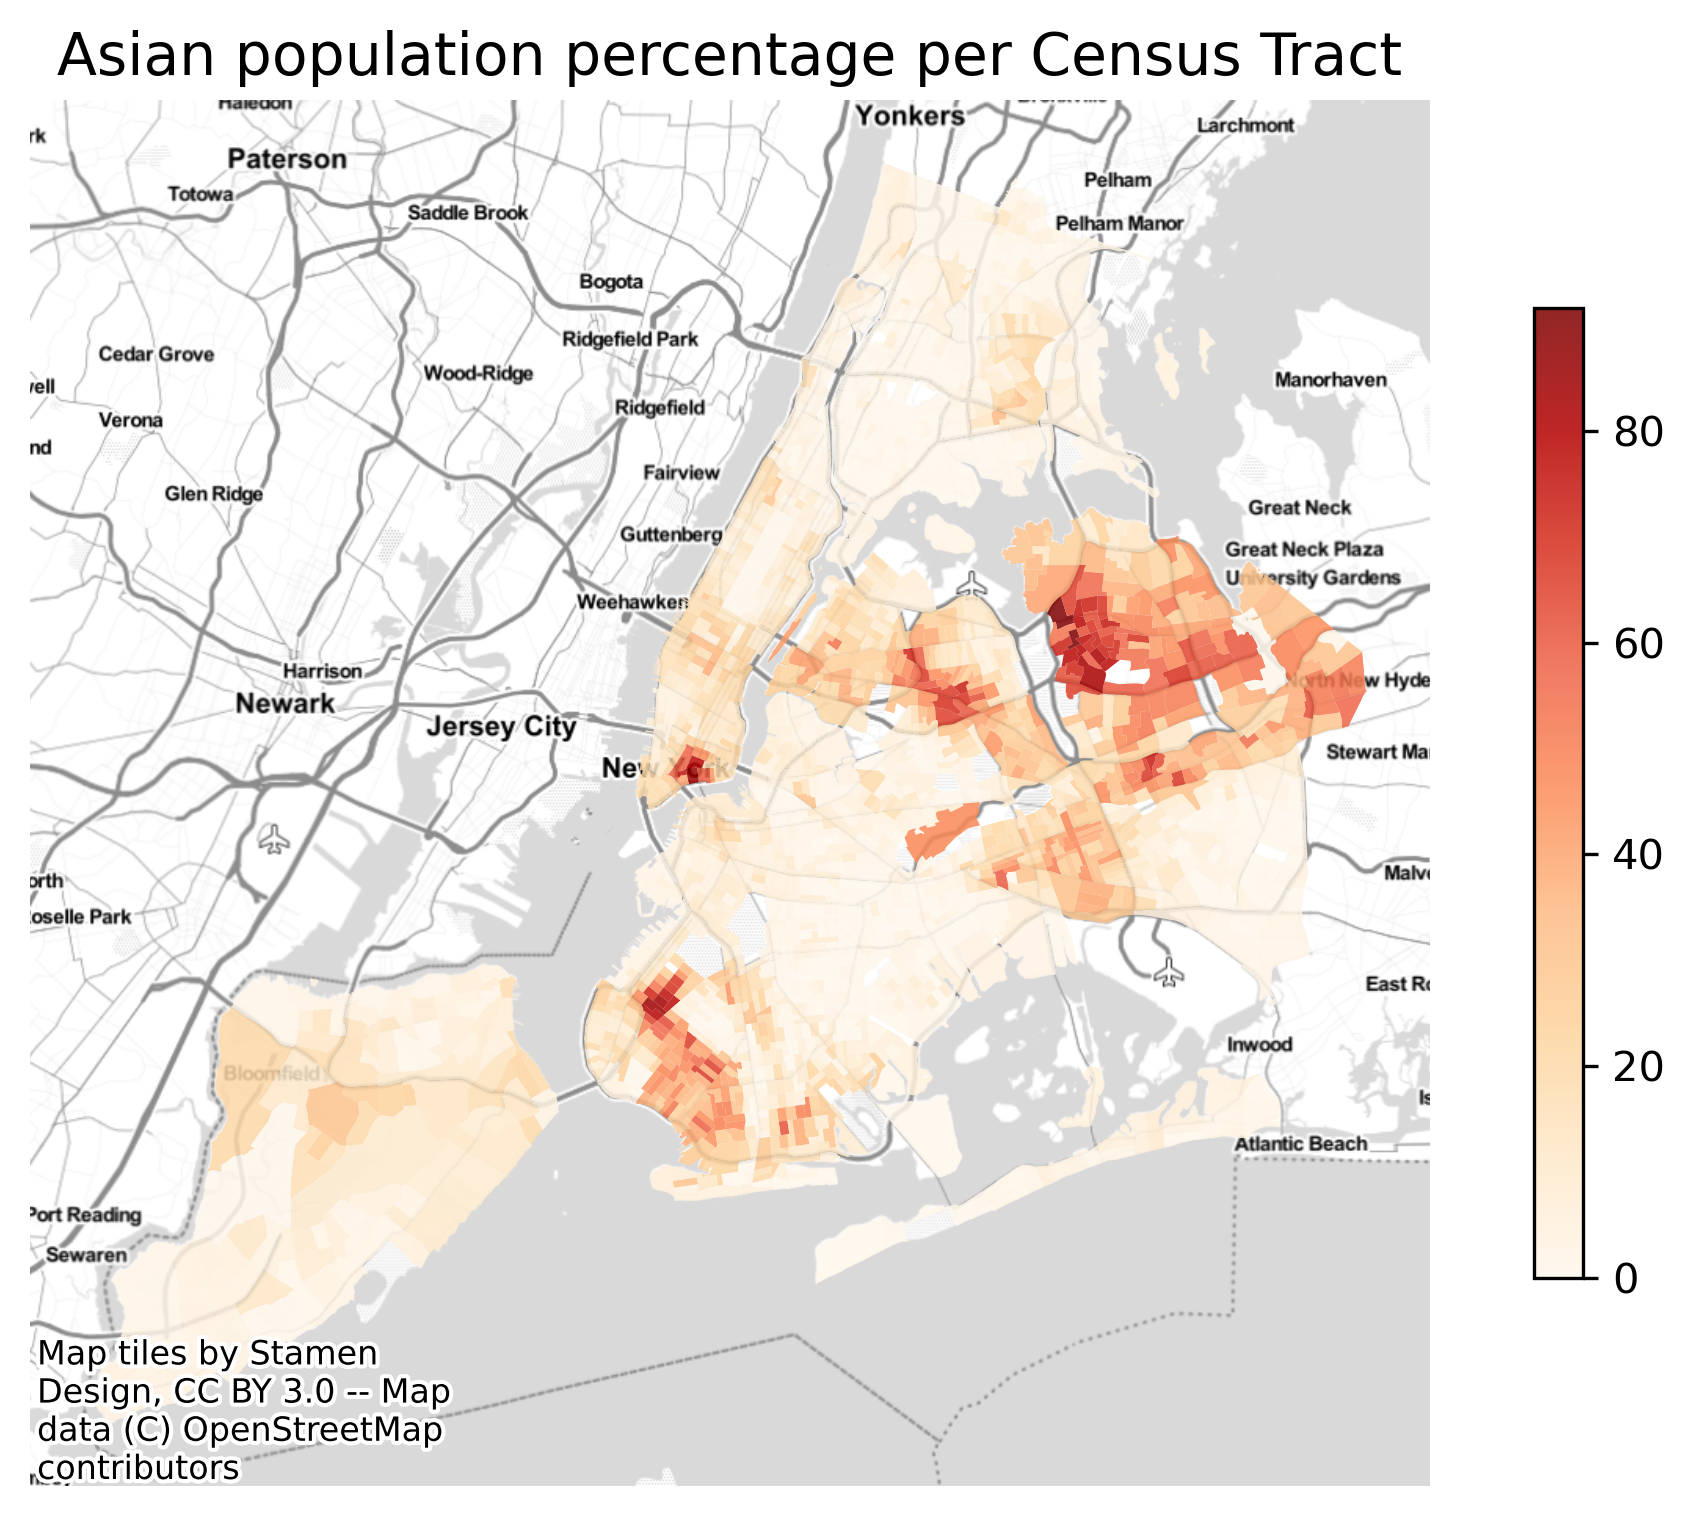 Asian population percentage per Census Tract
Haledon
Yonkers
Larchmont
rk
Paterson
Totowa
Pelham
Saddle Brook
Pelham Manor
Bogota
Ridgefield Park
Cedar Grove
Wood-Ridge
Manorhaven
vell
Verona
Ridgefield
80
nd
Fairview
Glen Ridge
Great Neck
Guttenberg
Great Neck Plaza
University Gardens
Weehawken
60
Harrison
North New Hyde
Newark
Jersey City
Stewart Ma
New York
40
orth
Malve
oselle Park
East Ro
Inwood
20
Bloomfield
Is
Atlantic Beach
Port Reading
Sewaren
0
Map tiles by Stamen
Design, CC BY 3.0 -- Map
data (C) OpenStreetMap
contributors